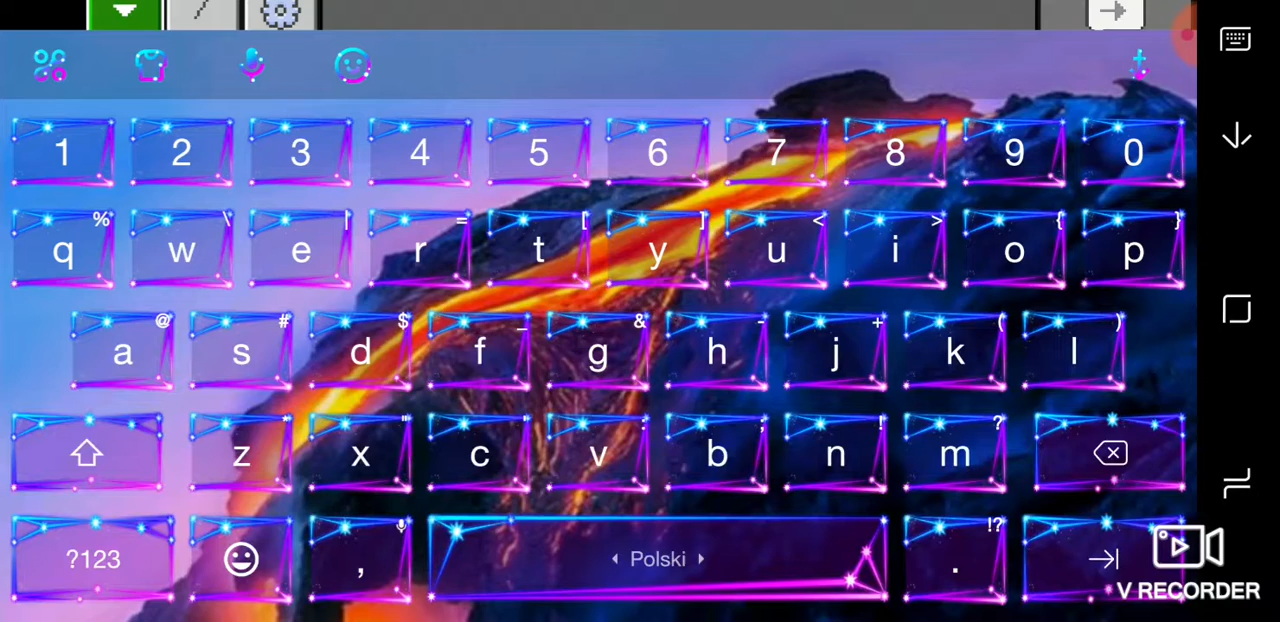 /
1 2 3 4 5 6 7 8 9 0
% \ | = [ ] < > { }
q w e r t y u i o p
@ # $ _ & - + ( )
a s d f g h j k l
* " ' : ; ! ?
z x c v b n m
!?
?123 , ◂ Polski ▸ .
V RECORDER